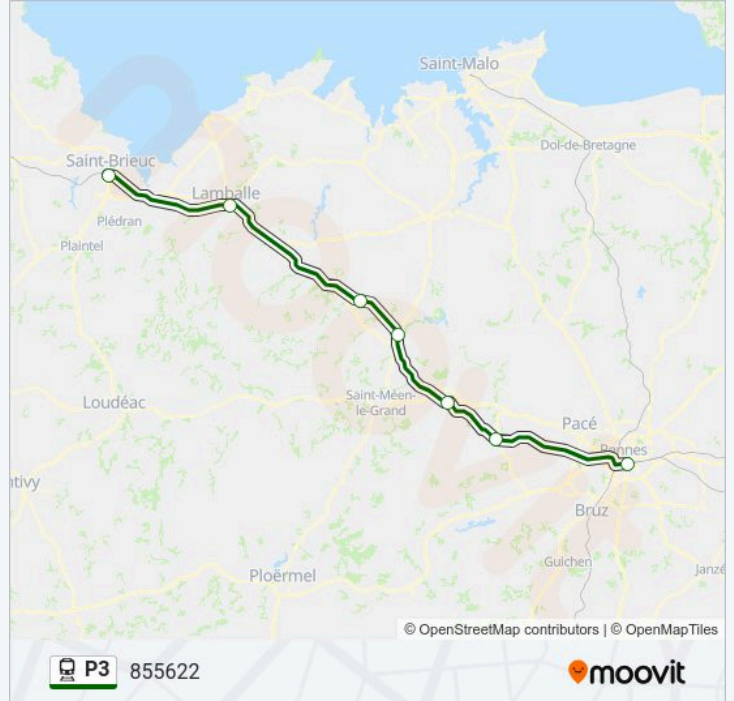 Saint-Malo
Dol-de-Bretagne
Saint-Brieuc
Lamballe
Plédran
Plaintel
Saint-Méen-
le-Grand
Loudéac
Pacé
Rennes
ntivy
Bruz
Guichen
Ploërmel
Janzé
© OpenStreetMap contributors | © OpenMapTiles
P3 855622
moovit